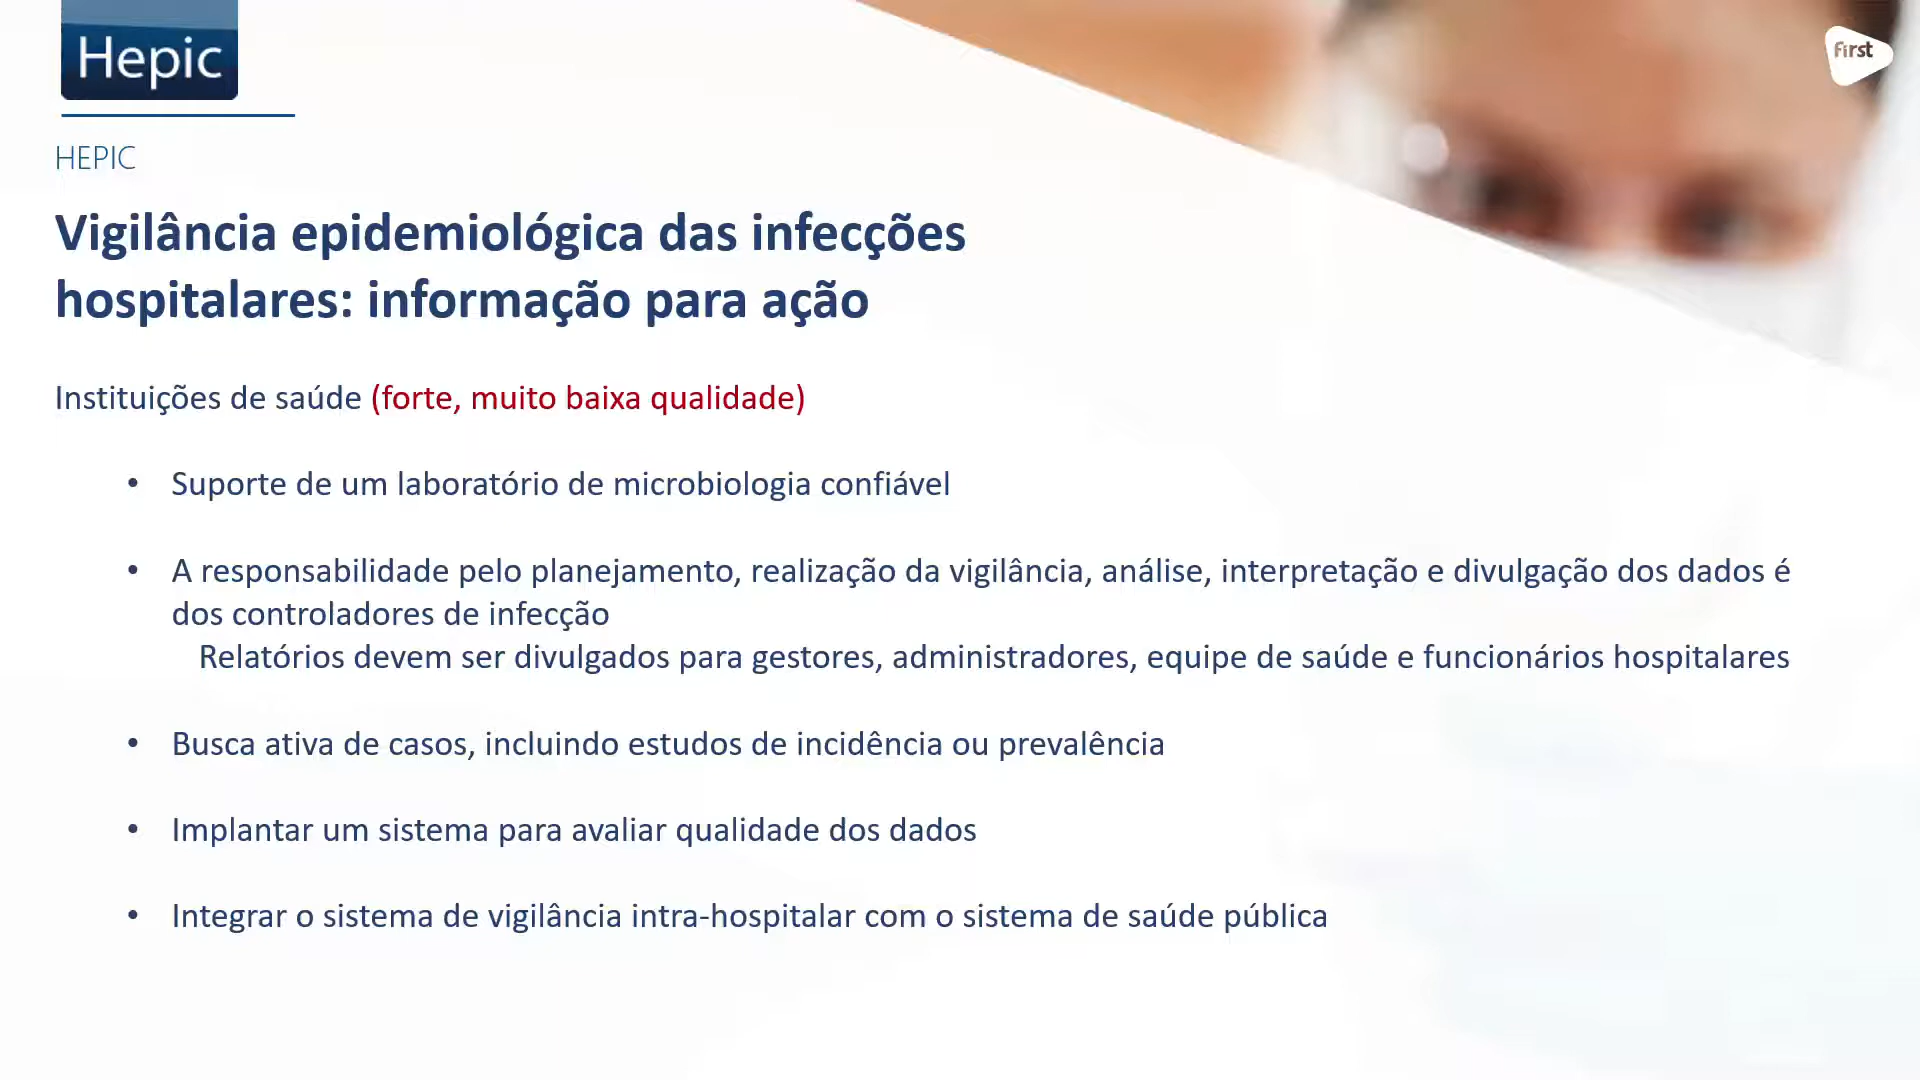 Hepic
first
HEPIC
Vigilância epidemiológica das infecções
hospitalares: informação para ação
Instituições de saúde (forte, muito baixa qualidade)
• Suporte de um laboratório de microbiologia confiável
• A responsabilidade pelo planejamento, realização da vigilância, análise, interpretação e divulgação dos dados é
dos controladores de infecção
Relatórios devem ser divulgados para gestores, administradores, equipe de saúde e funcionários hospitalares
• Busca ativa de casos, incluindo estudos de incidência ou prevalência
• Implantar um sistema para avaliar qualidade dos dados
• Integrar o sistema de vigilância intra-hospitalar com o sistema de saúde pública